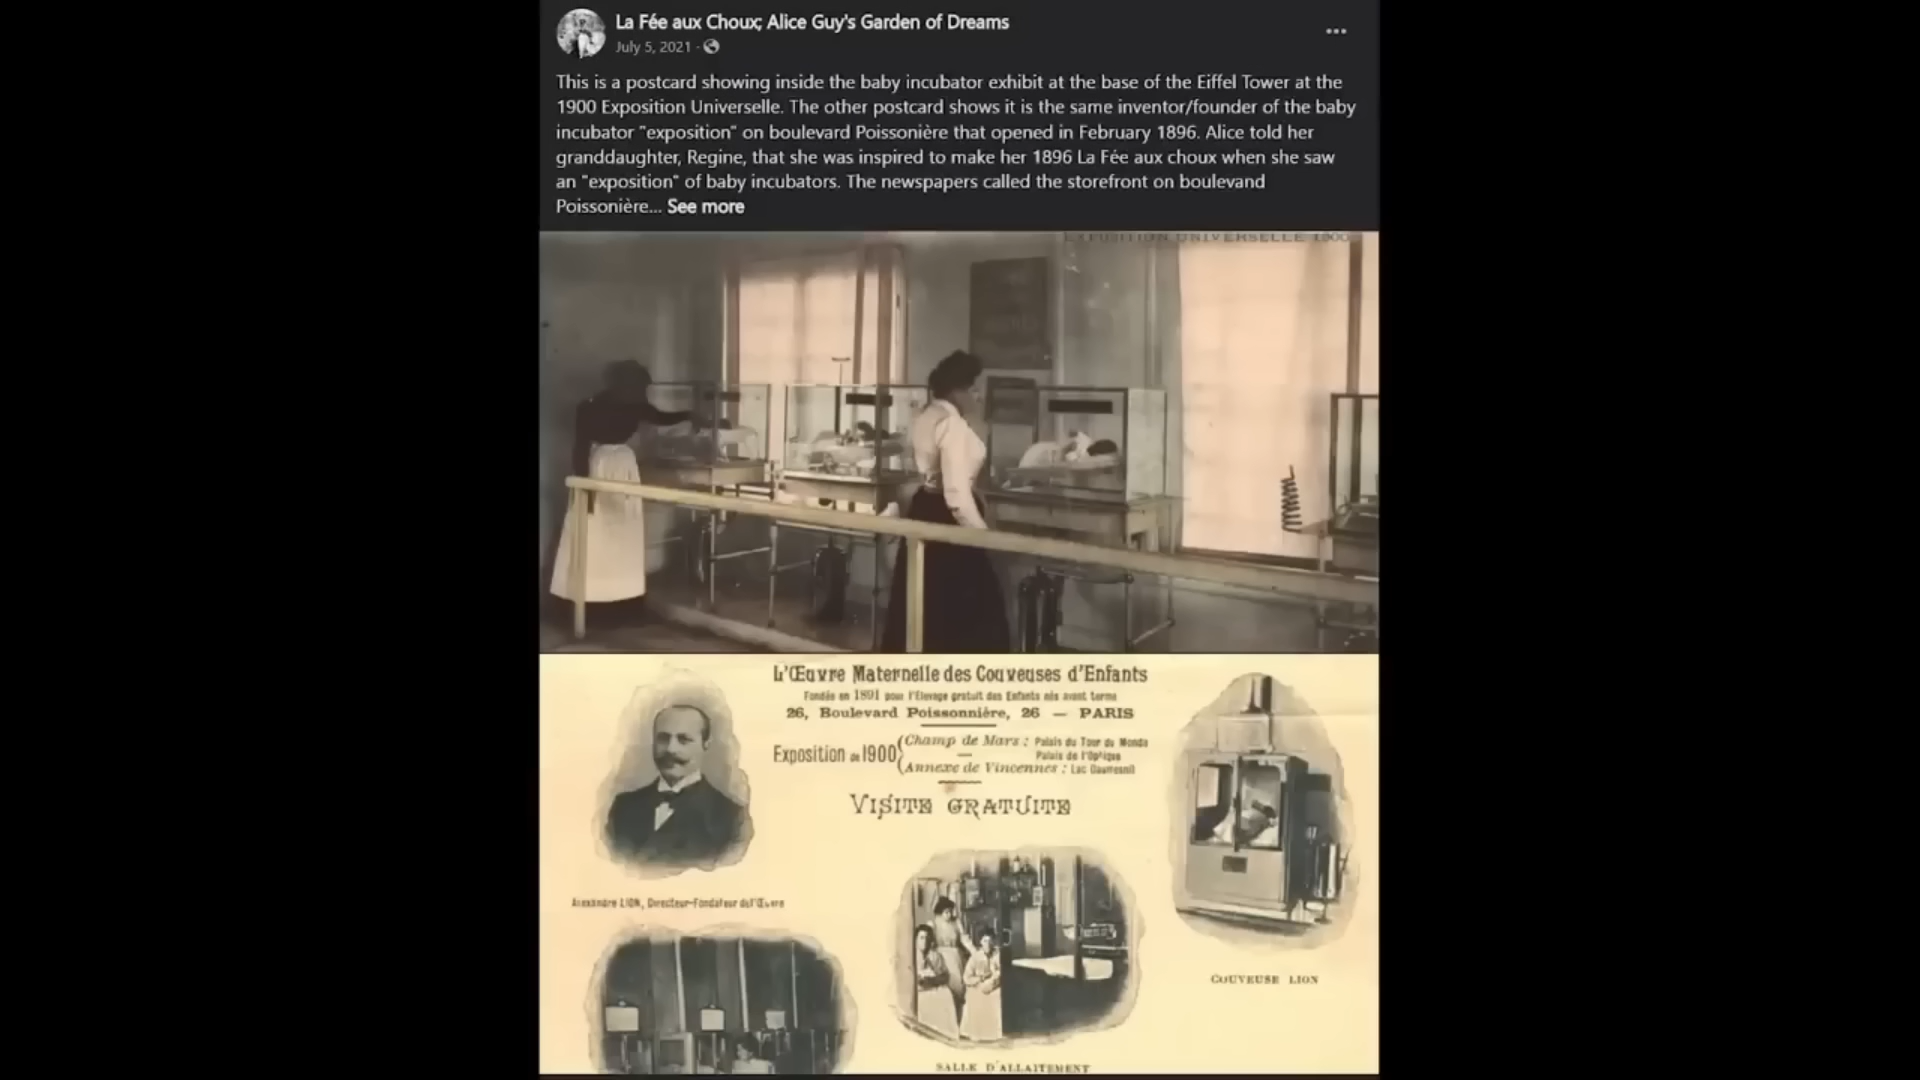 La Fée aux Choux; Alice Guy's Garden of Dreams
July 5, 2021 ·
This is a postcard showing inside the baby incubator exhibit at the base of the Eiffel Tower at the
1900 Exposition Universelle. The other postcard shows it is the same inventor/founder of the baby
incubator "exposition" on boulevard Poissonière that opened in February 1896. Alice told her
granddaughter, Regine, that she was inspired to make her 1896 La Fée aux choux when she saw
an "exposition" of baby incubators. The newspapers called the storefront on boulevand
Poissonière... See more
EXPOSITION UNIVERSELLE 1900
L'Œuvre Maternelle des Couveuses d'Enfants
Fondée en 1891 pour l'Elevage gratuit des Enfants nés avant terme
26, Boulevard Poissonnière, 26 — PARIS
Exposition de 1900
Champ de Mars : Palais du Tour du Monde
Palais de l'Optique
Annexe de Vincennes : Lac Daumesnil
VISITE GRATUITE
Alexandre LION, Directeur-Fondateur de l'Œuvre
COUVEUSE LION
SALLE D'ALLAITEMENT